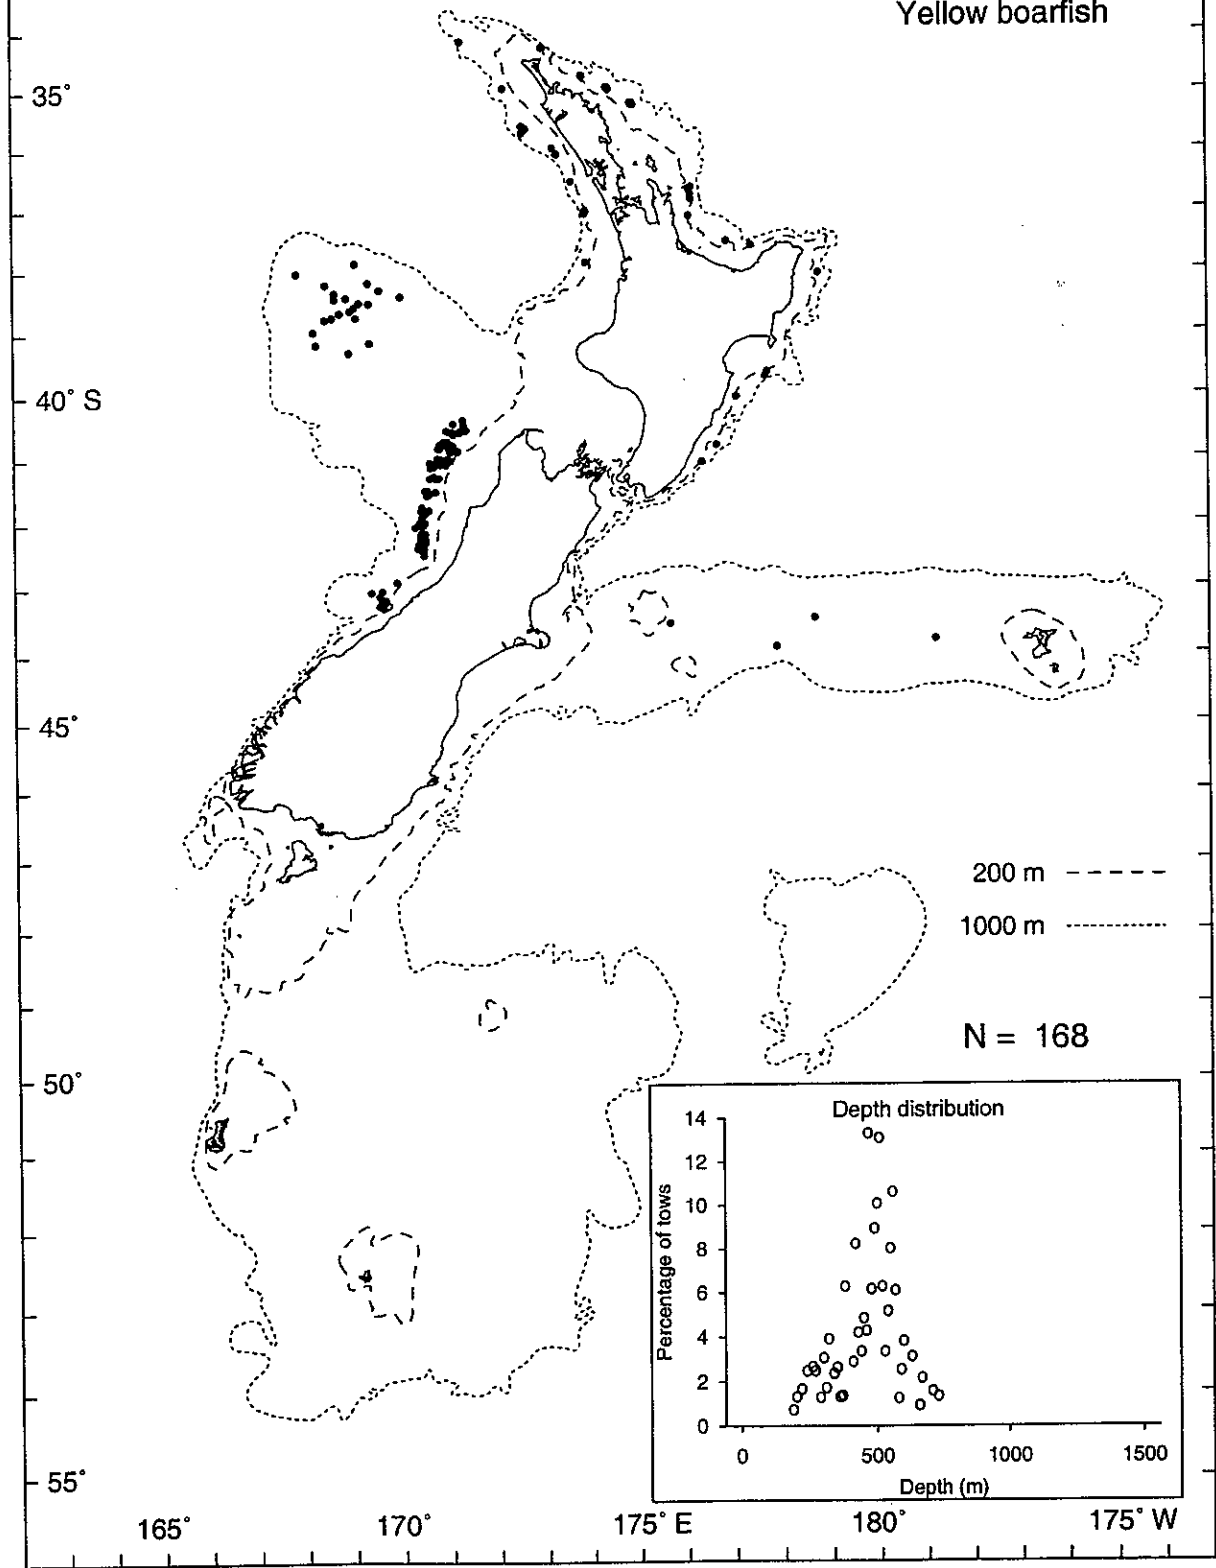 Yellow boarfish
35°
40° S
45°
50°
55°
200 m
1000 m
N = 168
Depth distribution
Percentage of tows
14
12
10
8
6
4
2
0
0 500 1000 1500
Depth (m)
165° 170° 175° E 180° 175° W